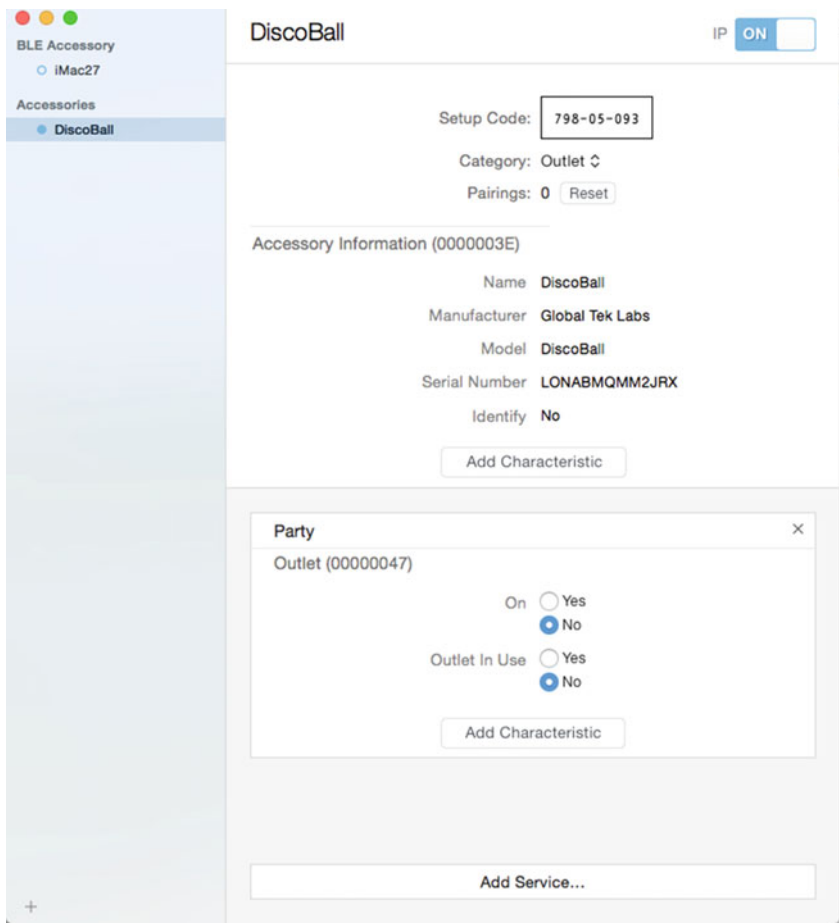 BLE Accessory
iMac27
Accessories
DiscoBall
+
DiscoBall
IP ON
Setup Code: 798-05-093
Category: Outlet
Pairings: 0 Reset
Accessory Information (0000003E)
Name DiscoBall
Manufacturer Global Tek Labs
Model DiscoBall
Serial Number LONABMQMM2JRX
Identify No
Add Characteristic
Party ×
Outlet (00000047)
On Yes
No
Outlet In Use Yes
No
Add Characteristic
Add Service...